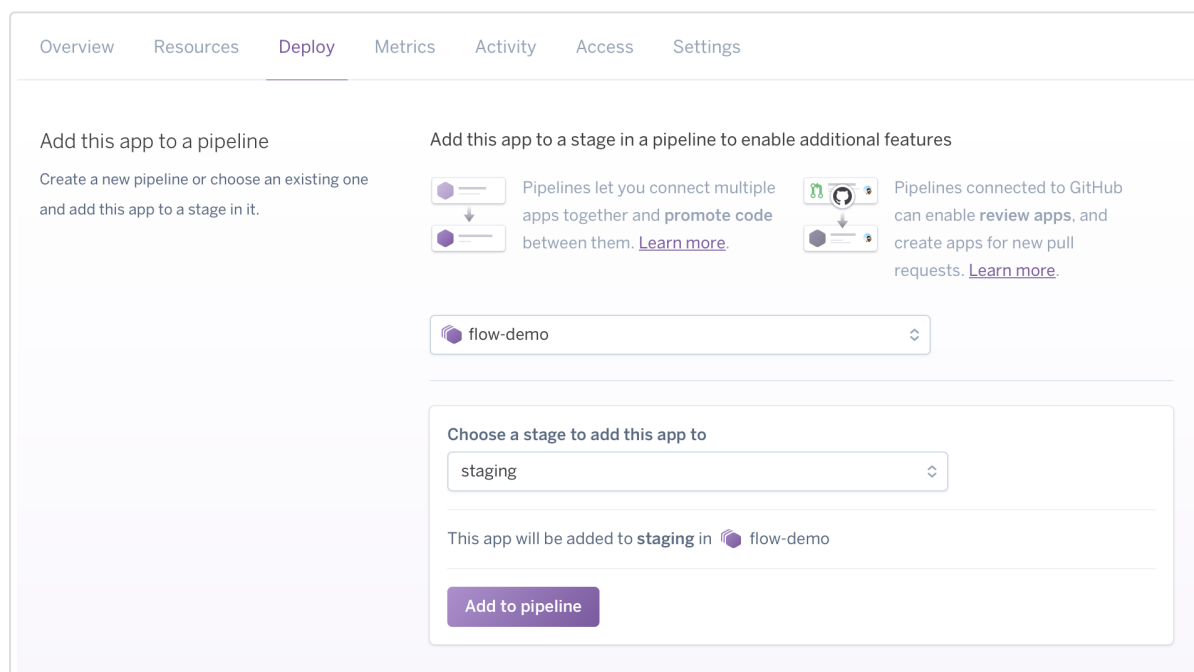 Overview Resources Deploy Metrics Activity Access Settings
Add this app to a pipeline
Create a new pipeline or choose an existing one
and add this app to a stage in it.
Add this app to a stage in a pipeline to enable additional features
Pipelines let you connect multiple
apps together and promote code
between them. Learn more.
Pipelines connected to GitHub
can enable review apps, and
create apps for new pull
requests. Learn more.
flow-demo
Choose a stage to add this app to
staging
This app will be added to staging in flow-demo
Add to pipeline